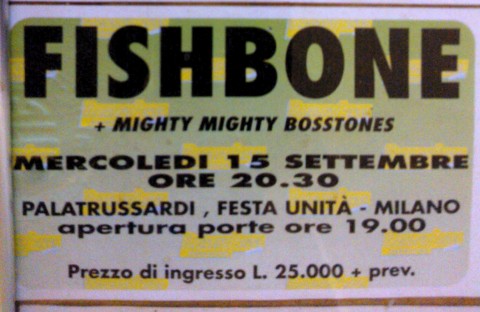 FISHBONE
+ MIGHTY MIGHTY BOSSTONES
MERCOLEDI 15 SETTEMBRE
ORE 20.30
PALATRUSSARDI , FESTA UNITÀ - MILANO
apertura porte ore 19.00
Prezzo di ingresso L. 25.000 + prev.